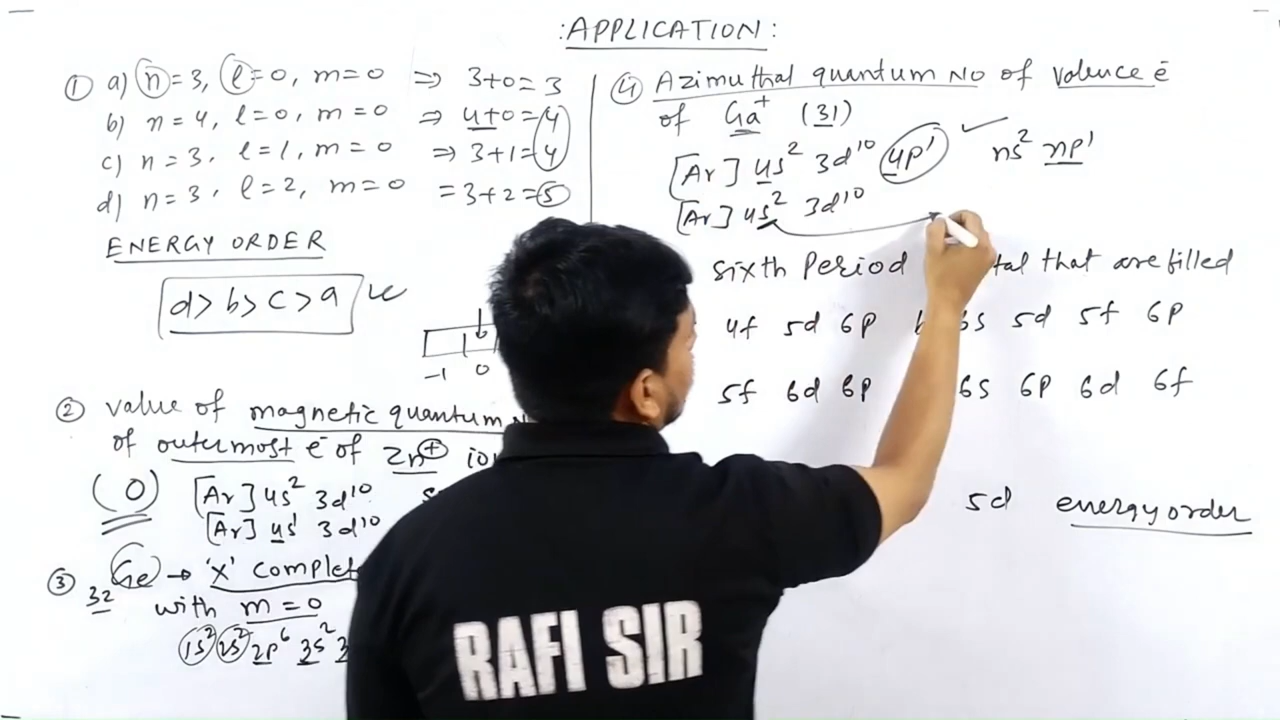 :APPLICATION:
① a) n=3, l=0, m=0 ⇒ 3+0=3
b) n=4, l=0, m=0 ⇒ 4+0=4
c) n=3, l=1, m=0 ⇒ 3+1=4
d) n=3, l=2, m=0 =3+2=5
ENERGY ORDER
d>b>c>a
-1 0
② value of magnetic quantum
of outermost e⁻ of Zn⁺
(0) [Ar] 4s² 3d¹⁰
[Ar] 4s¹ 3d¹⁰
③ ₃₂Ge → 'X' complet
with m=0
1s² 2s² 2p⁶ 3s² 3
④ Azimuthal quantum No of valence e⁻
of Ga⁺ (31)
[Ar] 4s² 3d¹⁰ 4p¹ ✓ ns² np¹
[Ar] 4s² 3d¹⁰
sixth Period tal that are filled
4f 5d 6p 6s 5d 5f 6p
5f 6d 6p 6s 6p 6d 6f
5d energy order
RAFI SIR